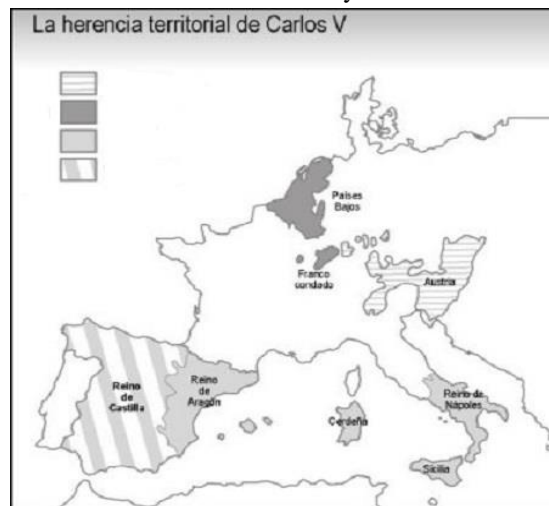 La herencia territorial de Carlos V
Países
Bajos
Franco
condado
Austria
Reino
de
Castilla
Reino
de
Aragón
Cerdeña
Reino de
Nápoles
Sicilia